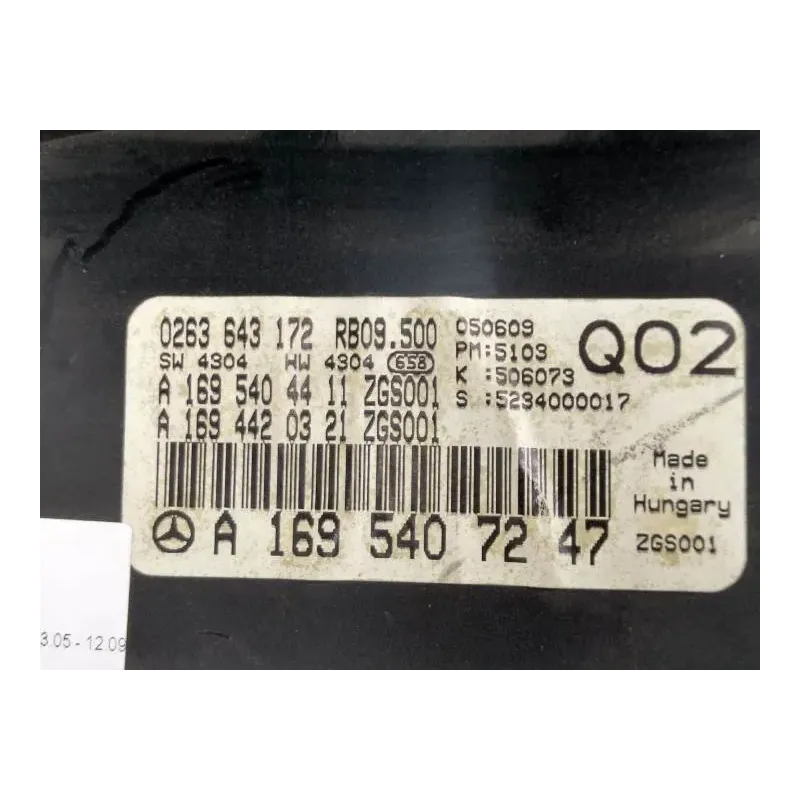 0263 643 172 RB09.500 050609 Q02
SW 4304 HW 4304 658 PM:5103
A 169 540 44 11 ZGS001 K :506073
A 169 442 03 21 ZGS001 S :5234000017
Made
in
Hungary
A 169 540 72 47 ZGS001
3.05 - 12.09